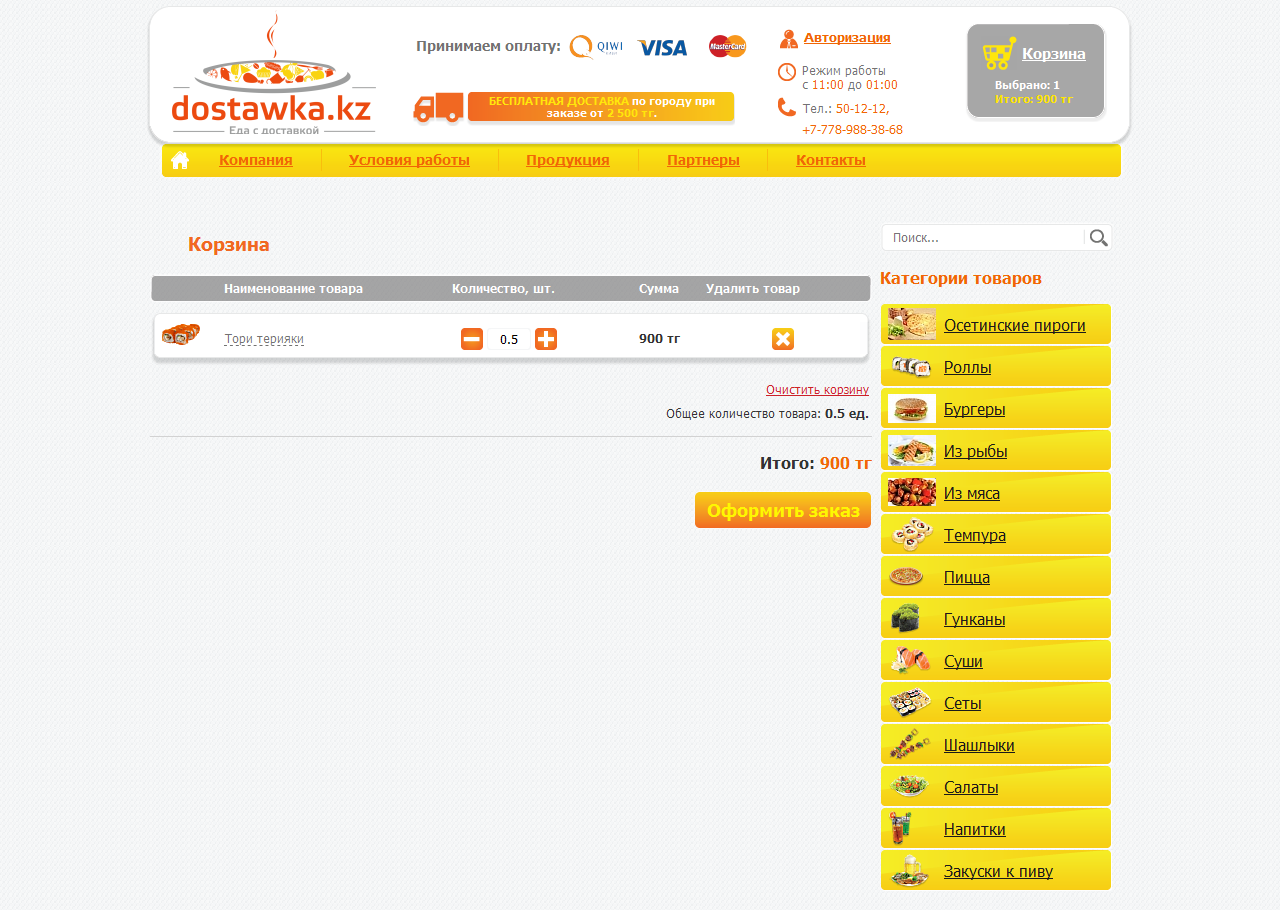 dostawka.kz
Еда с доставкой
Принимаем оплату: QIWI VISA MasterCard
БЕСПЛАТНАЯ ДОСТАВКА по городу при
заказе от 2 500 тг.
Авторизация
Режим работы
с 11:00 до 01:00
Тел.: 50-12-12,
+7-778-988-38-68
Корзина
Выбрано: 1
Итого: 900 тг
Компания Условия работы Продукция Партнеры Контакты
Корзина
Наименование товара Количество, шт. Сумма Удалить товар
Тори терияки 0.5 900 тг
Очистить корзину
Общее количество товара: 0.5 ед.
Итого: 900 тг
Оформить заказ
Поиск...
Категории товаров
Осетинские пироги
Роллы
Бургеры
Из рыбы
Из мяса
Темпура
Пицца
Гунканы
Суши
Сеты
Шашлыки
Салаты
Напитки
Закуски к пиву